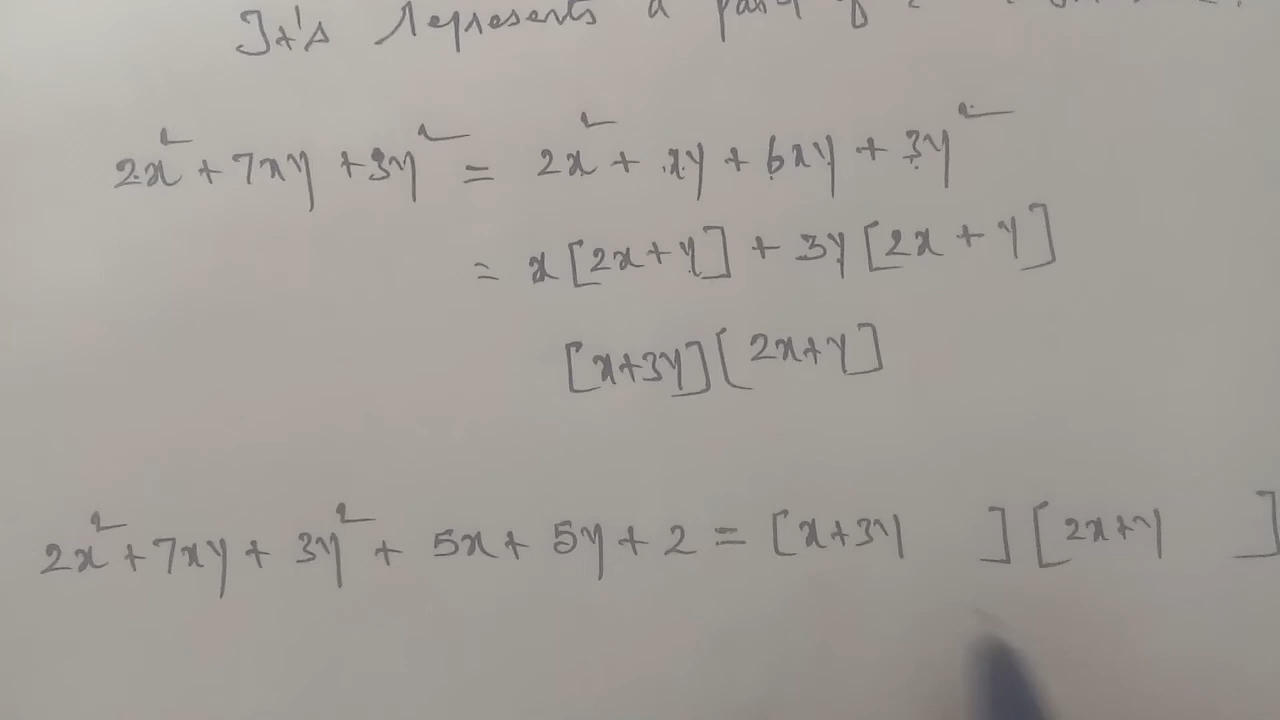 It's represents a pair of
2x² + 7xy + 3y² = 2x² + xy + 6xy + 3y²
= x[2x+y] + 3y[2x + y]
[x+3y][2x+y]
2x² + 7xy + 3y² + 5x + 5y + 2 = [x+3y ][2x+y ]